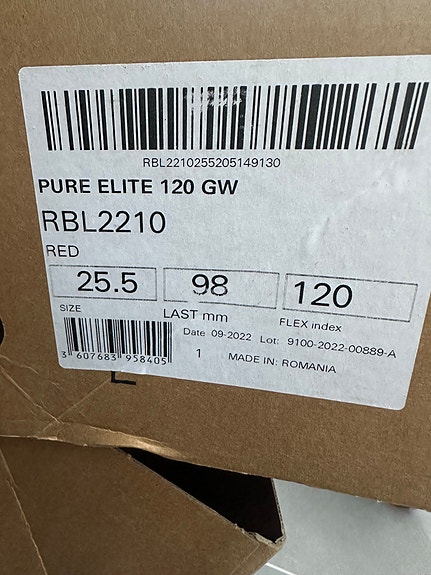 RBL2210255205149130
PURE ELITE 120 GW
RBL2210
RED
25.5 98 120
SIZE LAST mm FLEX index
Date 09-2022 Lot: 9100-2022-00889-A
3 607683 958405 1 MADE IN: ROMANIA
L